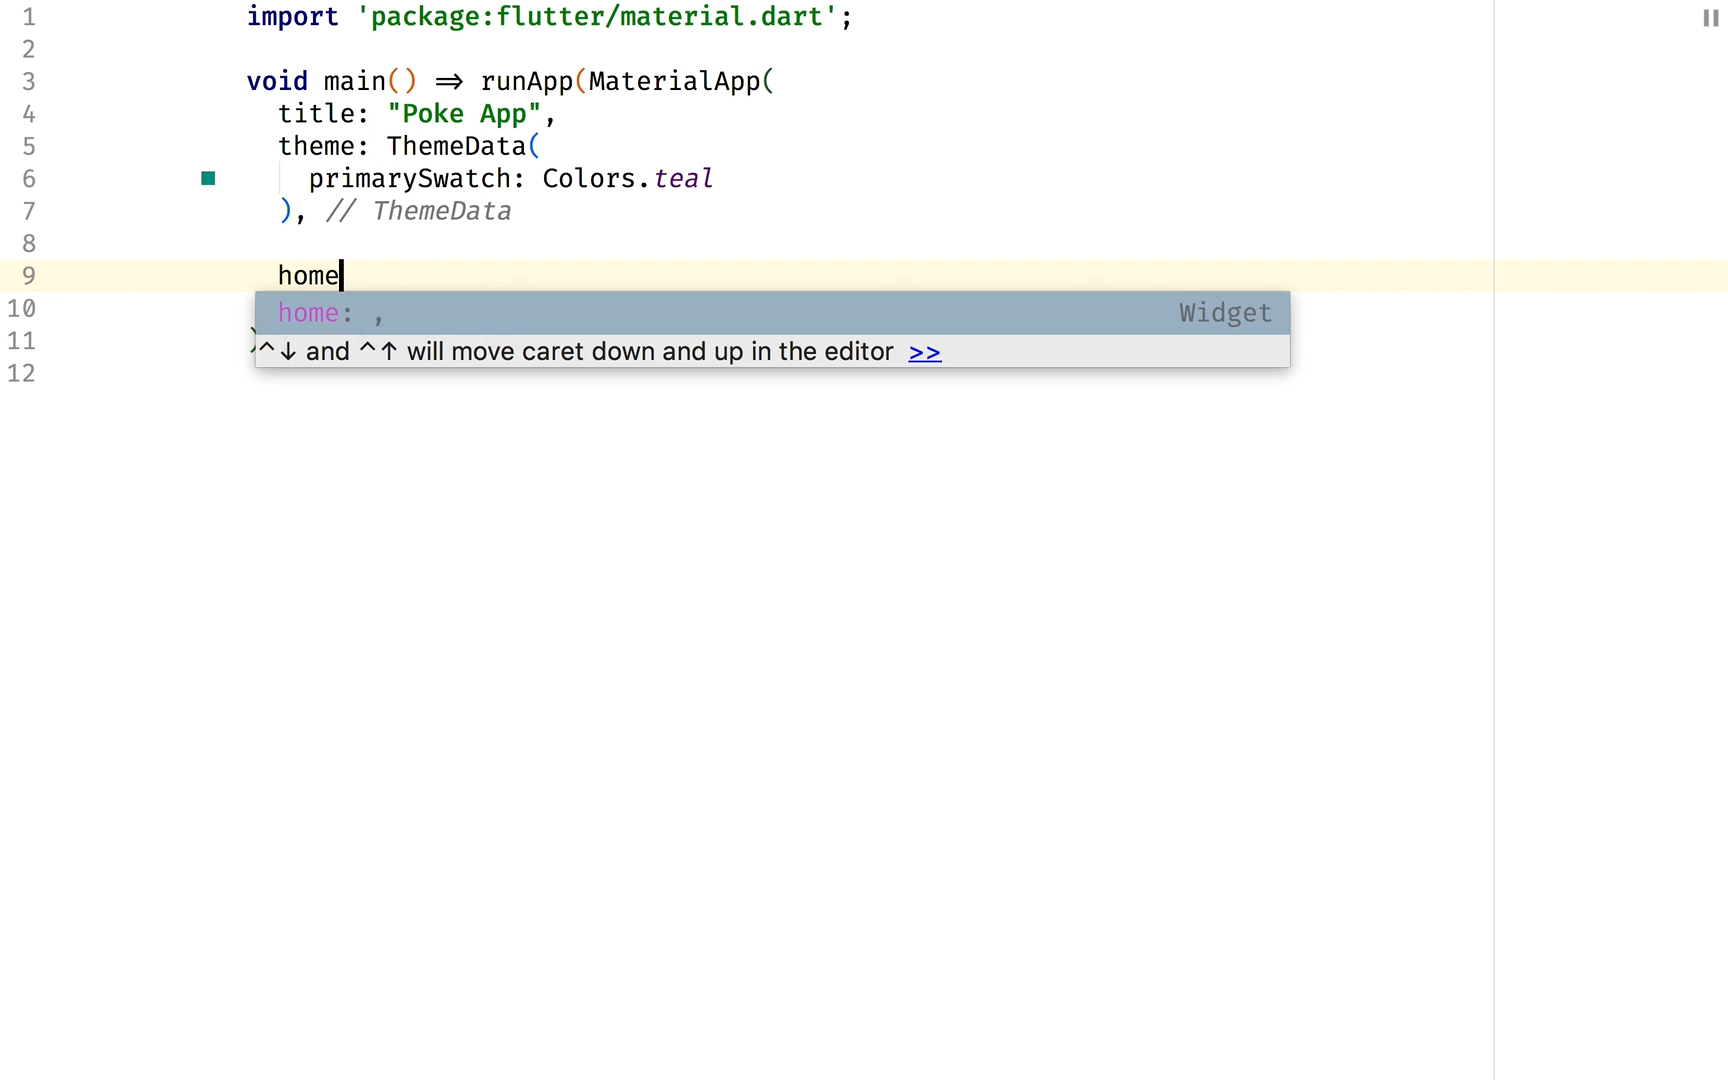 1 import 'package:flutter/material.dart';
2
3 void main() => runApp(MaterialApp(
4 title: "Poke App",
5 theme: ThemeData(
6 primarySwatch: Colors.teal
7 ), // ThemeData
8
9 home
10 home: , Widget
11 )^↓ and ^↑ will move caret down and up in the editor >>
12